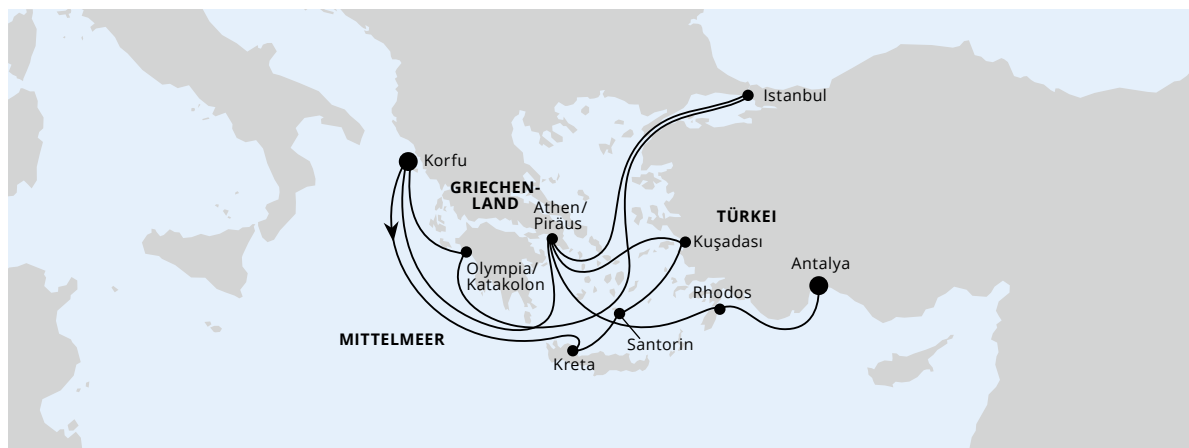 Istanbul
Korfu
GRIECHEN-
LAND
Athen/
Piräus
TÜRKEI
Kuşadası
Olympia/
Katakolon
Antalya
Rhodos
MITTELMEER
Santorin
Kreta